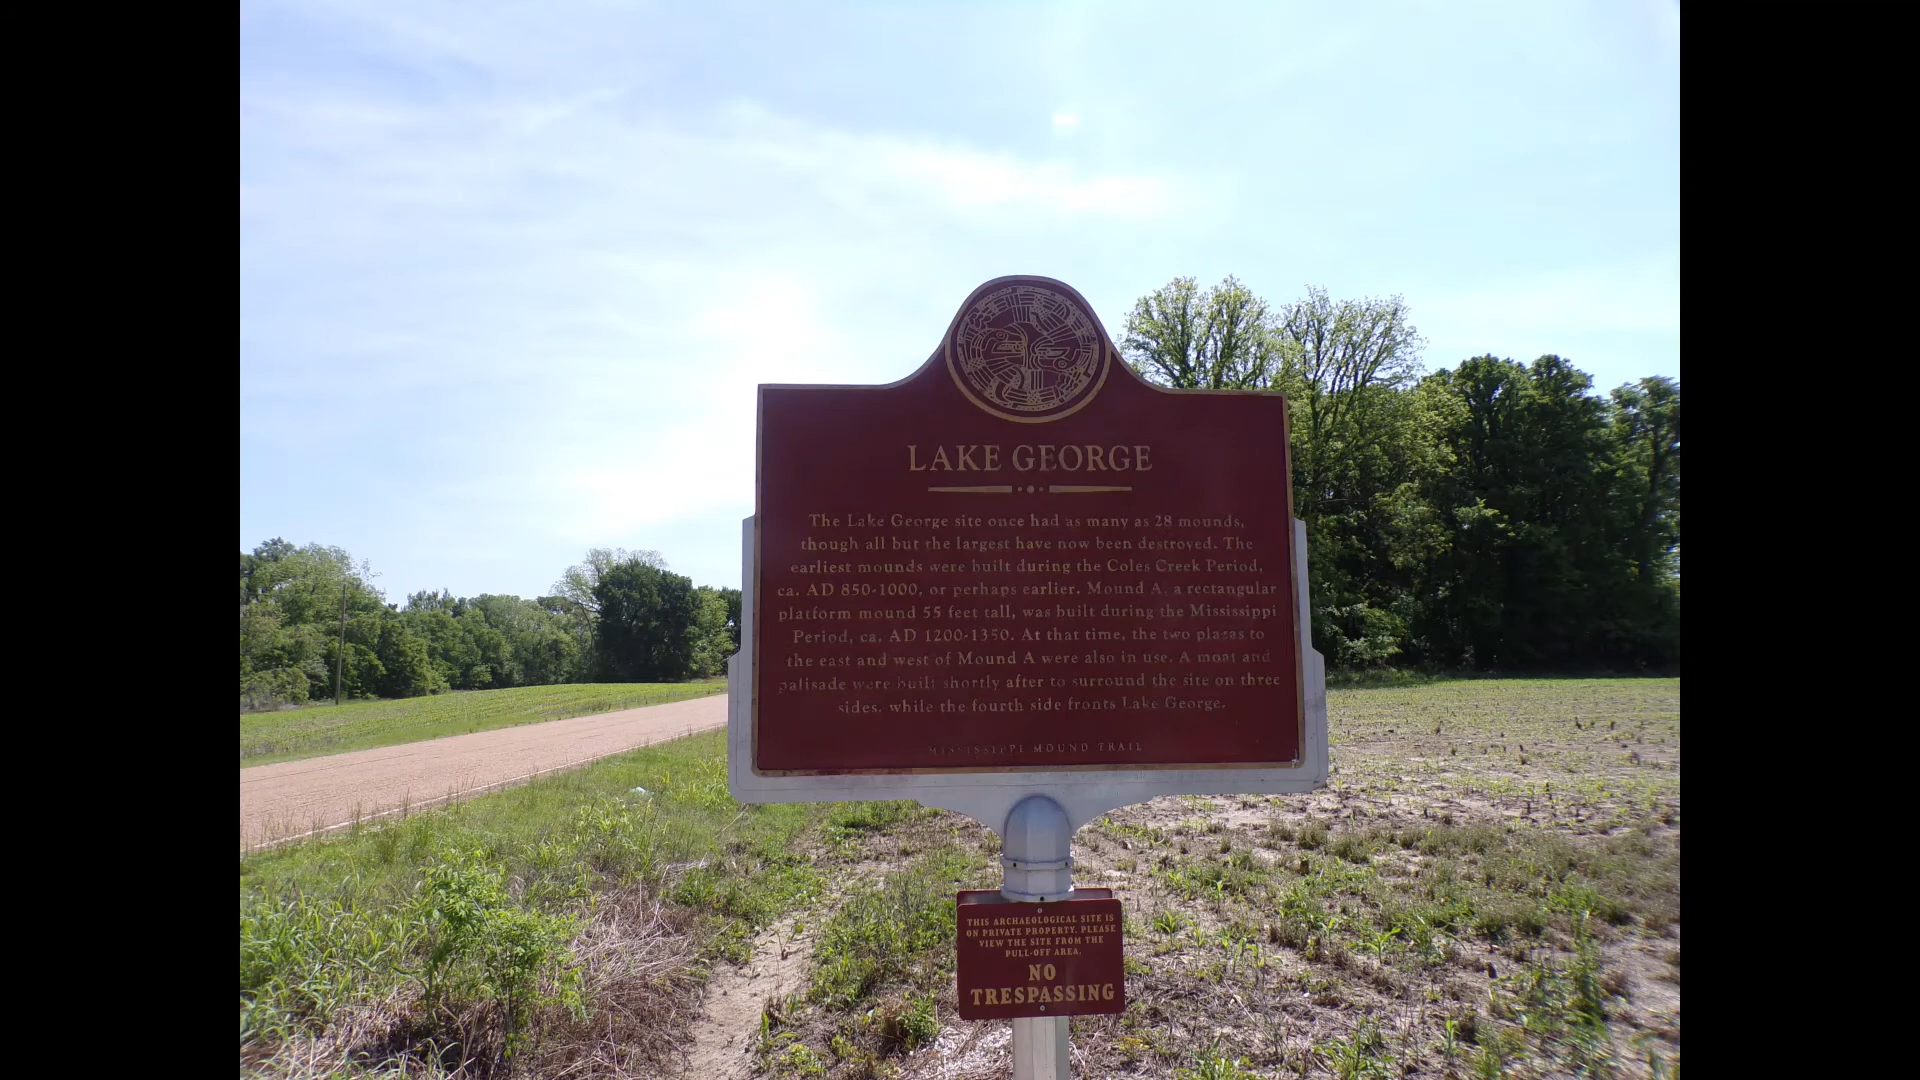 LAKE GEORGE
The Lake George site once had as many as 28 mounds,
though all but the largest have now been destroyed. The
earliest mounds were built during the Coles Creek Period,
ca. AD 850-1000, or perhaps earlier. Mound A, a rectangular
platform mound 55 feet tall, was built during the Mississippi
Period, ca. AD 1200-1350. At that time, the two plazas to
the east and west of Mound A were also in use. A moat and
palisade were built shortly after to surround the site on three
sides, while the fourth side fronts Lake George.
MISSISSIPPI MOUND TRAIL
THIS ARCHAEOLOGICAL SITE IS
ON PRIVATE PROPERTY. PLEASE
VIEW THE SITE FROM THE
PULL-OFF AREA.
NO
TRESPASSING